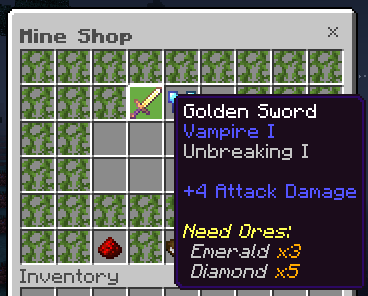 Mine Shop
Golden Sword
Vampire I
Unbreaking I
+4 Attack Damage
Need Ores:
Emerald x3
Diamond x5
Inventory